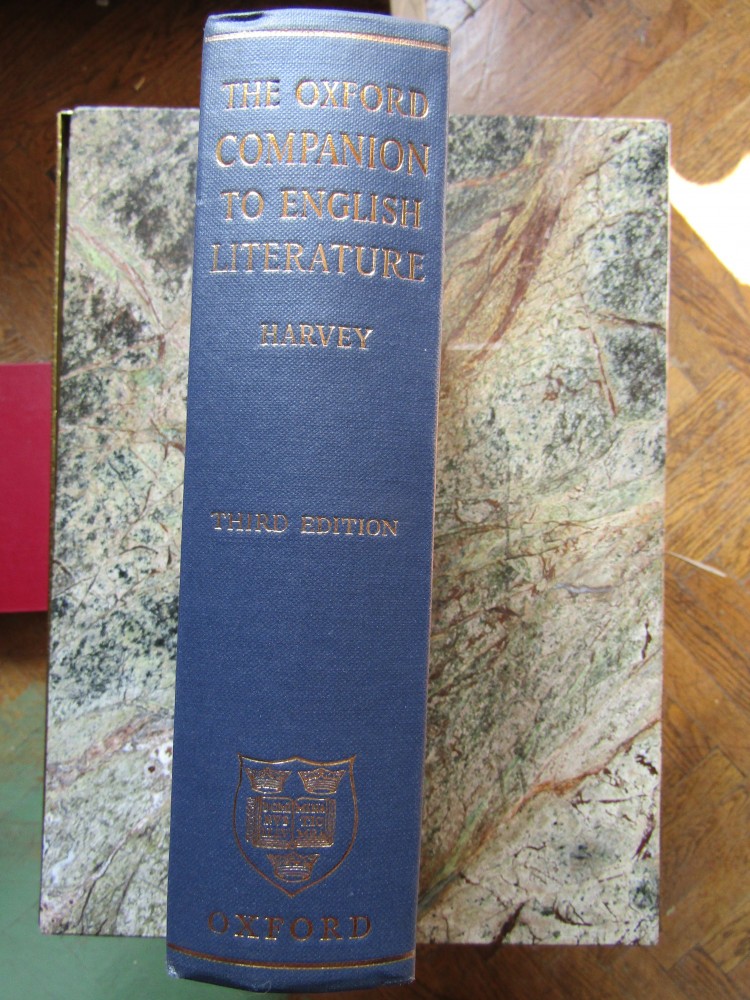 THE OXFORD
COMPANION
TO ENGLISH
LITERATURE
HARVEY
THIRD EDITION
OXFORD